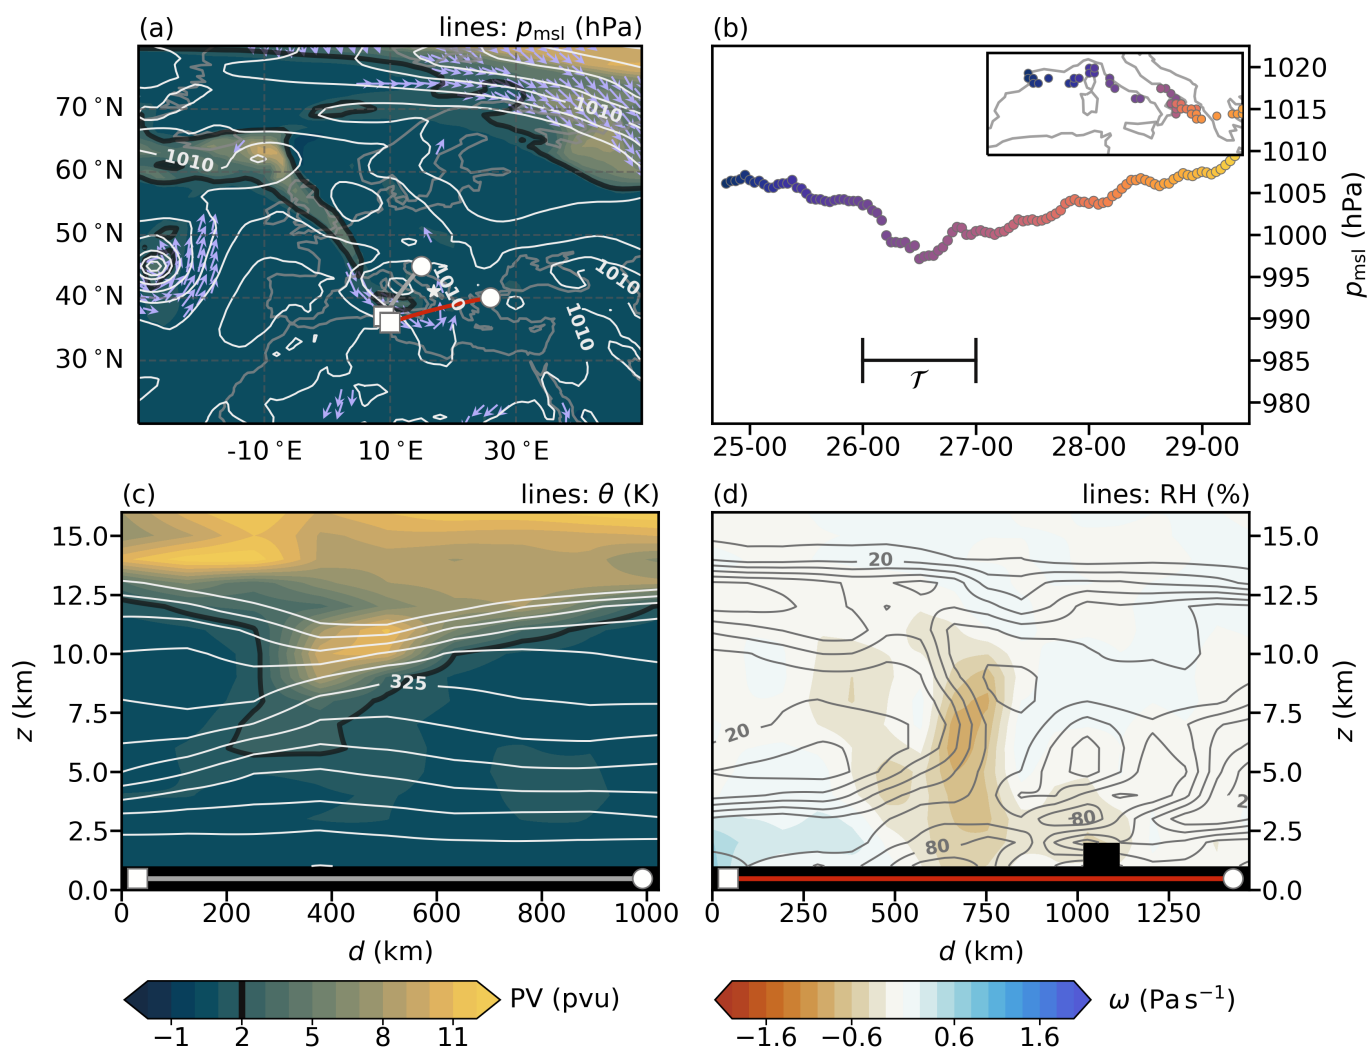 (a) lines: pmsl (hPa)
70 °N
60 °N
50 °N
40 °N
30 °N
-10 °E 10 °E 30 °E
1010
1010
1010
1010
1010
(b)
1020
1015
1010
1005
1000
995
990
985
980
pmsl (hPa)
𝒯
25-00 26-00 27-00 28-00 29-00
(c) lines: θ (K)
15.0
12.5
10.0
7.5
5.0
2.5
0.0
z (km)
325
0 200 400 600 800 1000
d (km)
(d) lines: RH (%)
20
20
80
80
2
15.0
12.5
10.0
7.5
5.0
2.5
0.0
z (km)
0 250 500 750 1000 1250
d (km)
PV (pvu)
−1 2 5 8 11
ω (Pa s⁻¹)
−1.6 −0.6 0.6 1.6